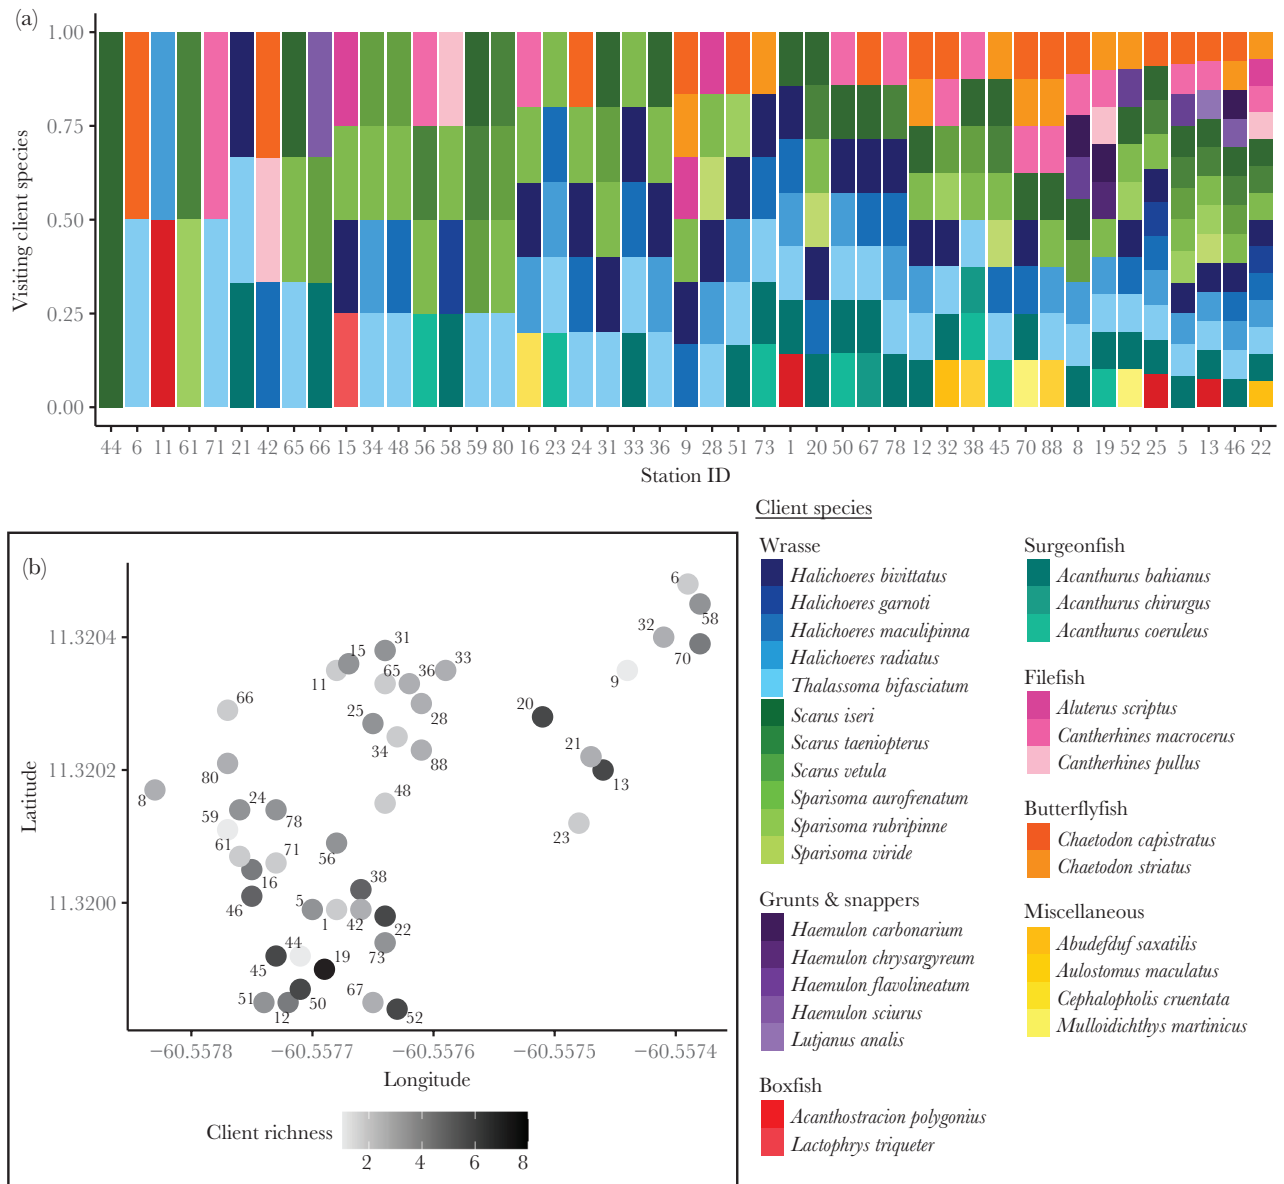 (a)
1.00
0.75
0.50
0.25
0.00
Visiting client species
44 6 11 61 71 21 42 65 66 15 34 48 56 58 59 80 16 23 24 31 33 36 9 28 51 73 1 20 50 67 78 12 32 38 45 70 88 8 19 52 25 5 13 46 22
Station ID
(b)
11.3204
11.3202
11.3200
Latitude
6
58
32
70
9
31
15
11
65
36
33
66
25
28
20
34
88
21
13
80
8
24
78
48
23
59
61
71
56
16
46
38
5
1
42
22
44
45
19
73
51
12
50
67
52
−60.5578 −60.5577 −60.5576 −60.5575 −60.5574
Longitude
Client richness
2 4 6 8
Client species
Wrasse
Halichoeres bivittatus
Halichoeres garnoti
Halichoeres maculipinna
Halichoeres radiatus
Thalassoma bifasciatum
Scarus iseri
Scarus taeniopterus
Scarus vetula
Sparisoma aurofrenatum
Sparisoma rubripinne
Sparisoma viride
Grunts & snappers
Haemulon carbonarium
Haemulon chrysargyreum
Haemulon flavolineatum
Haemulon sciurus
Lutjanus analis
Boxfish
Acanthostracion polygonius
Lactophrys triqueter
Surgeonfish
Acanthurus bahianus
Acanthurus chirurgus
Acanthurus coeruleus
Filefish
Aluterus scriptus
Cantherhines macrocerus
Cantherhines pullus
Butterflyfish
Chaetodon capistratus
Chaetodon striatus
Miscellaneous
Abudefduf saxatilis
Aulostomus maculatus
Cephalopholis cruentata
Mulloidichthys martinicus